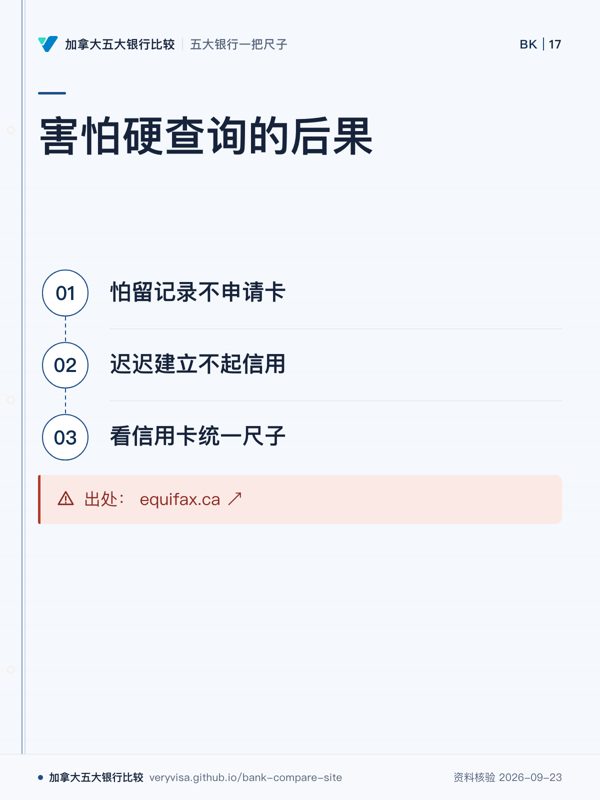 加拿大五大银行比较 五大银行一把尺子 BK 17
害怕硬查询的后果
01 怕留记录不申请卡
02 迟迟建立不起信用
03 看信用卡统一尺子
出处： equifax.ca ↗
加拿大五大银行比较 veryvisa.github.io/bank-compare-site 资料核验 2026-09-23